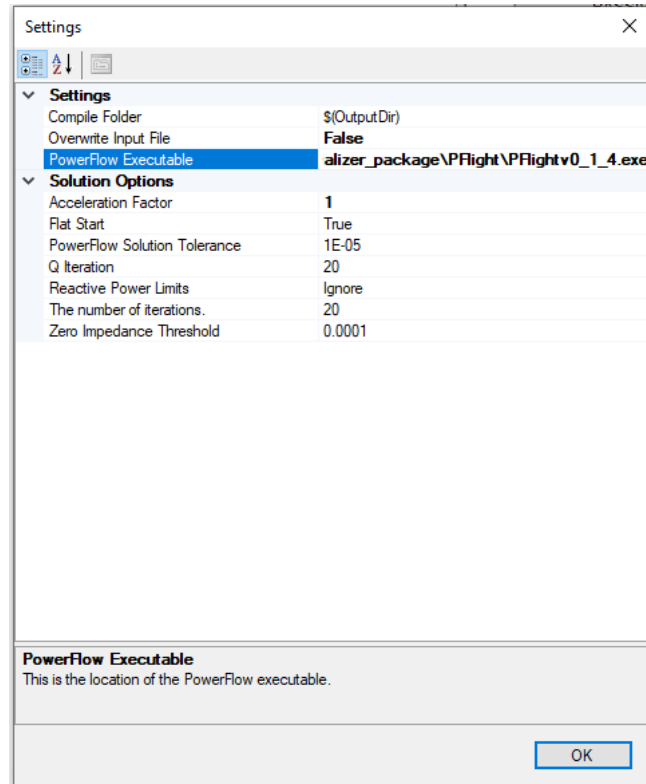 Settings
Settings
Compile Folder $(OutputDir)
Overwrite Input File False
PowerFlow Executable alizer_package\PFlight\PFlightv0_1_4.exe
Solution Options
Acceleration Factor 1
Flat Start True
PowerFlow Solution Tolerance 1E-05
Q Iteration 20
Reactive Power Limits Ignore
The number of iterations. 20
Zero Impedance Threshold 0.0001
PowerFlow Executable
This is the location of the PowerFlow executable.
OK